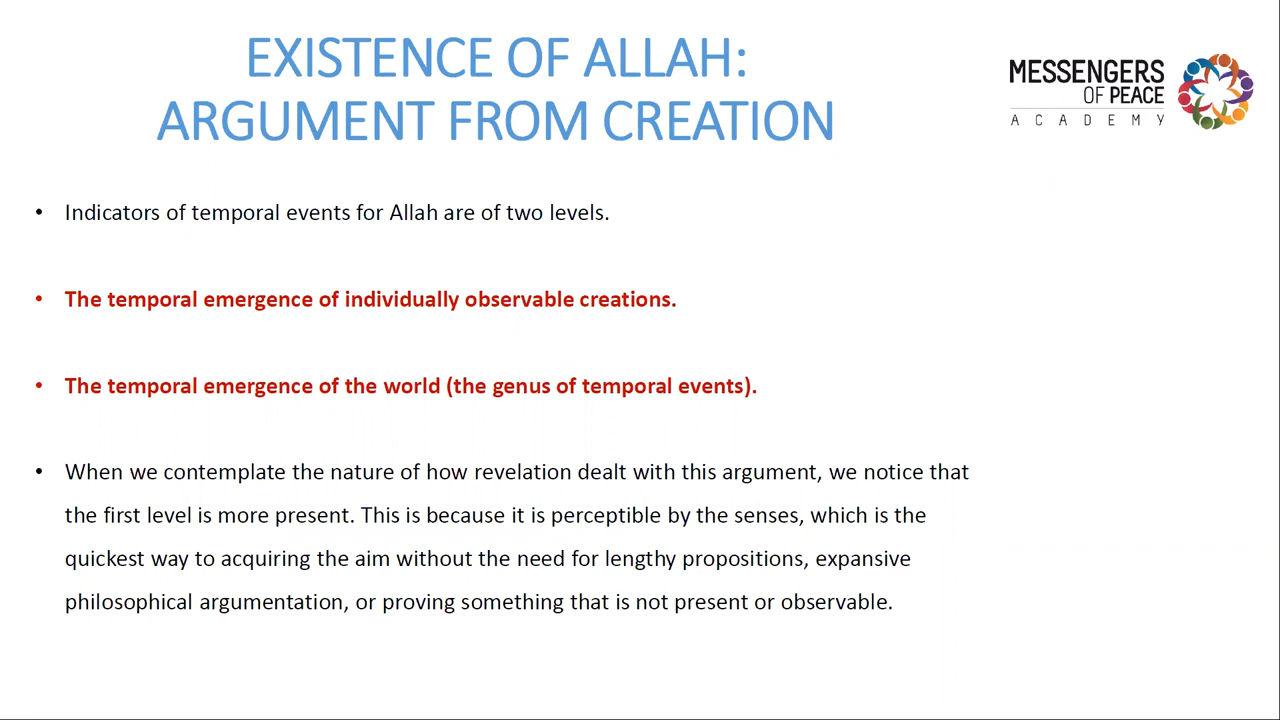 EXISTENCE OF ALLAH:
ARGUMENT FROM CREATION
MESSENGERS
OF PEACE
ACADEMY
• Indicators of temporal events for Allah are of two levels.
• The temporal emergence of individually observable creations.
• The temporal emergence of the world (the genus of temporal events).
• When we contemplate the nature of how revelation dealt with this argument, we notice that
the first level is more present. This is because it is perceptible by the senses, which is the
quickest way to acquiring the aim without the need for lengthy propositions, expansive
philosophical argumentation, or proving something that is not present or observable.